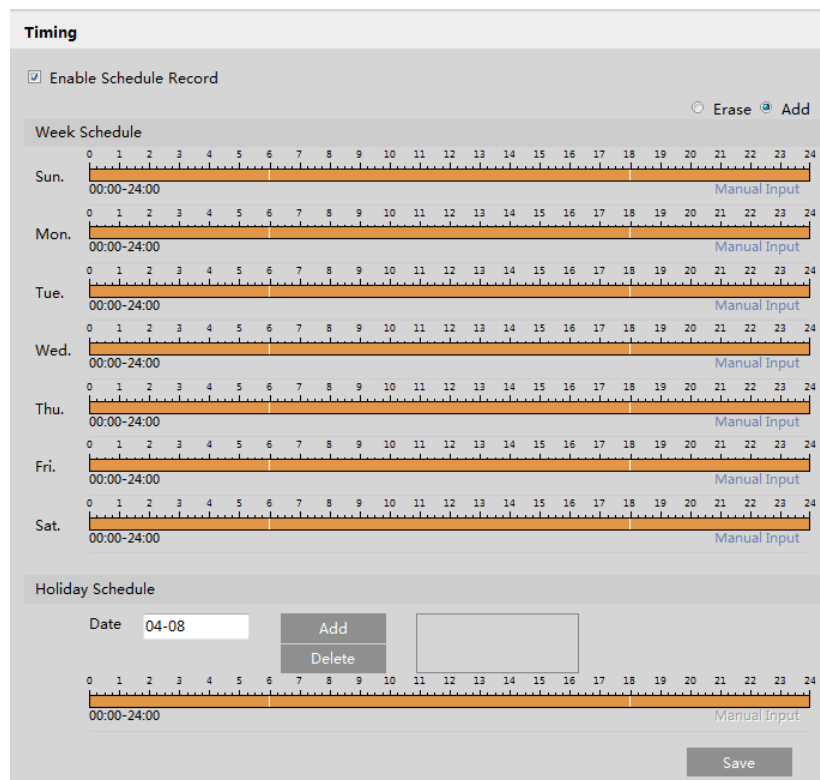 Timing
Enable Schedule Record
Erase Add
Week Schedule
0 1 2 3 4 5 6 7 8 9 10 11 12 13 14 15 16 17 18 19 20 21 22 23 24
Sun.
00:00-24:00 Manual Input
0 1 2 3 4 5 6 7 8 9 10 11 12 13 14 15 16 17 18 19 20 21 22 23 24
Mon.
00:00-24:00 Manual Input
0 1 2 3 4 5 6 7 8 9 10 11 12 13 14 15 16 17 18 19 20 21 22 23 24
Tue.
00:00-24:00 Manual Input
0 1 2 3 4 5 6 7 8 9 10 11 12 13 14 15 16 17 18 19 20 21 22 23 24
Wed.
00:00-24:00 Manual Input
0 1 2 3 4 5 6 7 8 9 10 11 12 13 14 15 16 17 18 19 20 21 22 23 24
Thu.
00:00-24:00 Manual Input
0 1 2 3 4 5 6 7 8 9 10 11 12 13 14 15 16 17 18 19 20 21 22 23 24
Fri.
00:00-24:00 Manual Input
0 1 2 3 4 5 6 7 8 9 10 11 12 13 14 15 16 17 18 19 20 21 22 23 24
Sat.
00:00-24:00 Manual Input
Holiday Schedule
Date 04-08 Add
Delete
0 1 2 3 4 5 6 7 8 9 10 11 12 13 14 15 16 17 18 19 20 21 22 23 24
00:00-24:00 Manual Input
Save